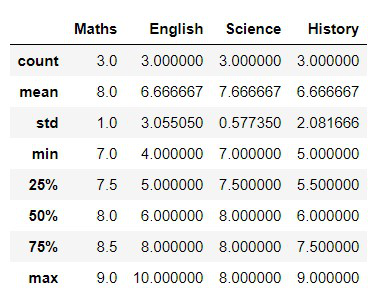 Maths English Science History
count 3.0 3.000000 3.000000 3.000000
mean 8.0 6.666667 7.666667 6.666667
std 1.0 3.055050 0.577350 2.081666
min 7.0 4.000000 7.000000 5.000000
25% 7.5 5.000000 7.500000 5.500000
50% 8.0 6.000000 8.000000 6.000000
75% 8.5 8.000000 8.000000 7.500000
max 9.0 10.000000 8.000000 9.000000